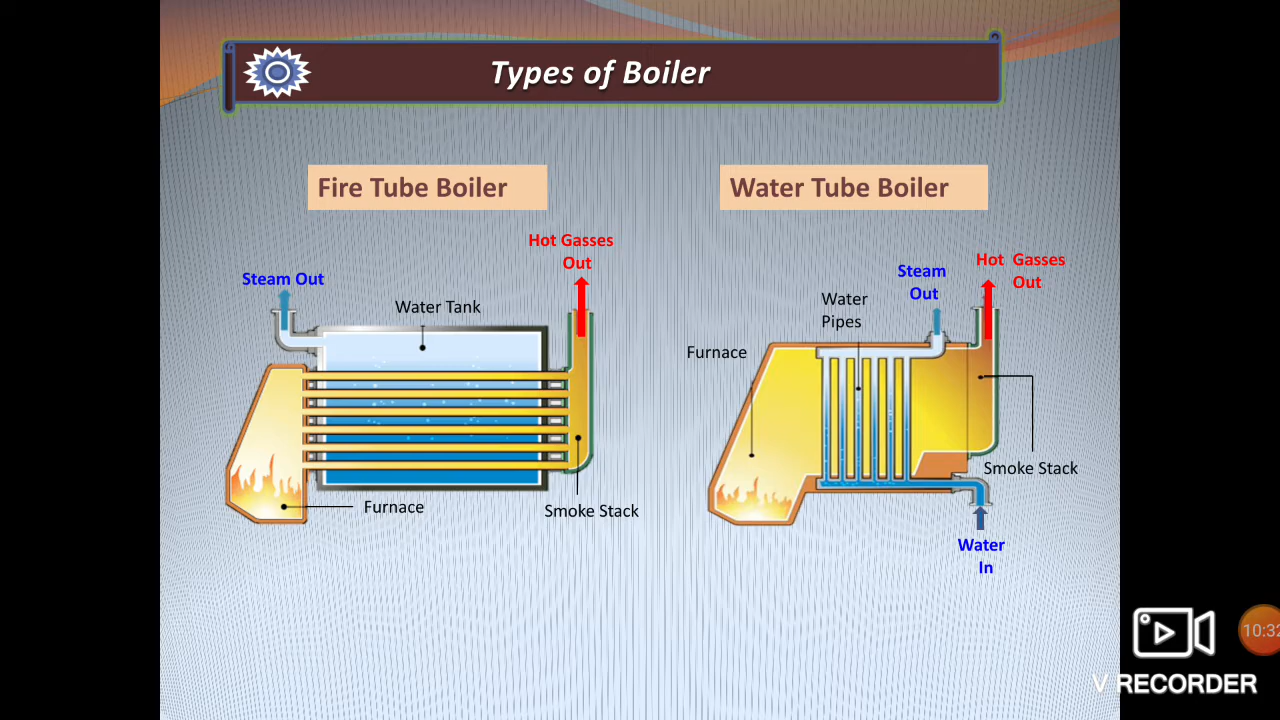 Types of Boiler
Fire Tube Boiler
Hot Gasses
Out
Steam Out
Water Tank
Furnace
Smoke Stack
Water Tube Boiler
Hot Gasses
Out
Steam
Out
Water
Pipes
Furnace
Smoke Stack
Water
In
10:32
V RECORDER